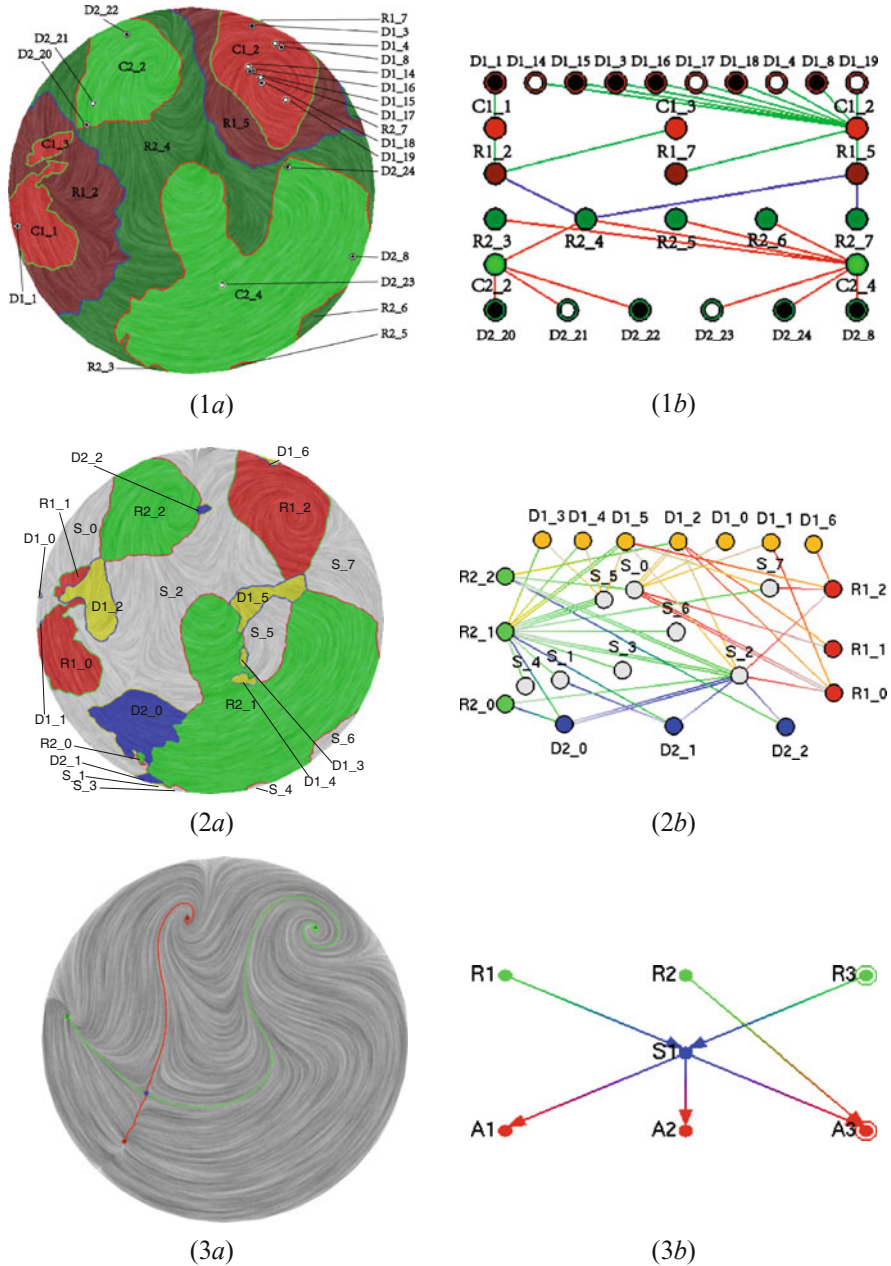 D2_22
D2_21
D2_20
C2_2
R2_4
C1_2
R1_5
C1_3
R1_2
C1_1
D1_1
C2_4
R2_3
R1_7
D1_3
D1_4
D1_8
D1_14
D1_16
D1_15
D1_17
R2_7
D1_18
D1_19
D2_24
D2_8
D2_23
R2_6
R2_5
(1a)
D1_1 D1_15 D1_3 D1_16 D1_18 D1_4 D1_8 D1_19
D1_14 D1_17
C1_1 C1_3 C1_2
R1_2 R1_7 R1_5
R2_3 R2_4 R2_5 R2_6 R2_7
C2_2 C2_4
D2_20 D2_21 D2_22 D2_23 D2_24 D2_8
(1b)
D1_6
D2_2
R1_1
D1_0
S_0
R2_2
R1_2
S_7
D1_2
S_2
D1_5
S_5
R1_0
D1_1
D2_0
R2_1
R2_0
D2_1
S_1
S_3
S_6
D1_3
S_4
D1_4
(2a)
D1_3 D1_4 D1_5 D1_2 D1_0 D1_1 D1_6
R2_2 S_5 S_0 S_7 R1_2
R2_1 S_6
S_4 S_1 S_3 S_2 R1_1
R2_0 R1_0
D2_0 D2_1 D2_2
(2b)
(3a)
R1 R2 R3
S1
A1 A2 A3
(3b)